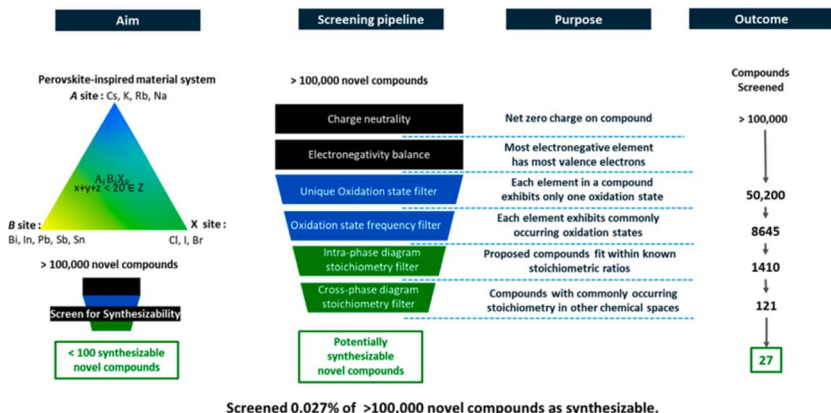 Aim
Screening pipeline
Purpose
Outcome
Perovskite-inspired material system
A site : Cs, K, Rb, Na
x+y+z < 20 ∈ Z
B site :
Bi, In, Pb, Sb, Sn
X site :
Cl, I, Br
> 100,000 novel compounds
Screen for Synthesizability
< 100 synthesizable
novel compounds
> 100,000 novel compounds
Charge neutrality
Electronegativity balance
Unique Oxidation state filter
Oxidation state frequency filter
Intra-phase diagram
stoichiometry filter
Cross-phase diagram
stoichiometry filter
Potentially
synthesizable
novel compounds
Net zero charge on compound
Most electronegative element
has most valence electrons
Each element in a compound
exhibits only one oxidation state
Each element exhibits commonly
occurring oxidation states
Proposed compounds fit within known
stoichiometric ratios
Compounds with commonly occurring
stoichiometry in other chemical spaces
Compounds
Screened
> 100,000
50,200
8645
1410
121
27
Screened 0.027% of >100,000 novel compounds as synthesizable.